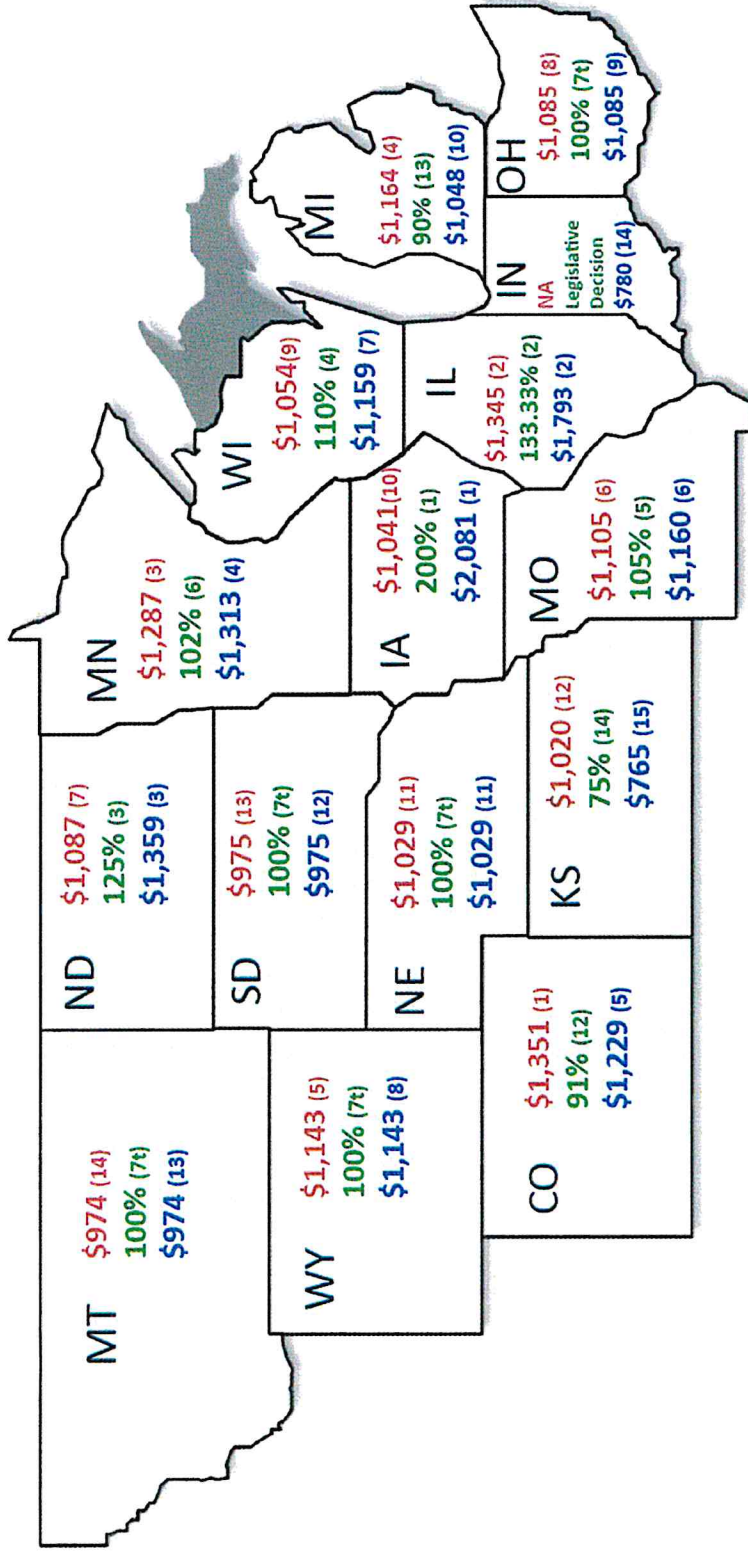 MT
$974 (14)
100% (7t)
$974 (13)
ND
$1,087 (7)
125% (3)
$1,359 (3)
MN
$1,287 (3)
102% (6)
$1,313 (4)
WI
$1,054(9)
110% (4)
$1,159 (7)
MI
$1,164 (4)
90% (13)
$1,048 (10)
WY
$1,143 (5)
100% (7t)
$1,143 (8)
SD
$975 (13)
100% (7t)
$975 (12)
NE
$1,029 (11)
100% (7t)
$1,029 (11)
IA
$1,041(10)
200% (1)
$2,081 (1)
IL
$1,345 (2)
133.33% (2)
$1,793 (2)
IN
NA
Legislative
Decision
$780 (14)
OH
$1,085 (8)
100% (7t)
$1,085 (9)
CO
$1,351 (1)
91% (12)
$1,229 (5)
KS
$1,020 (12)
75% (14)
$765 (15)
MO
$1,105 (6)
105% (5)
$1,160 (6)